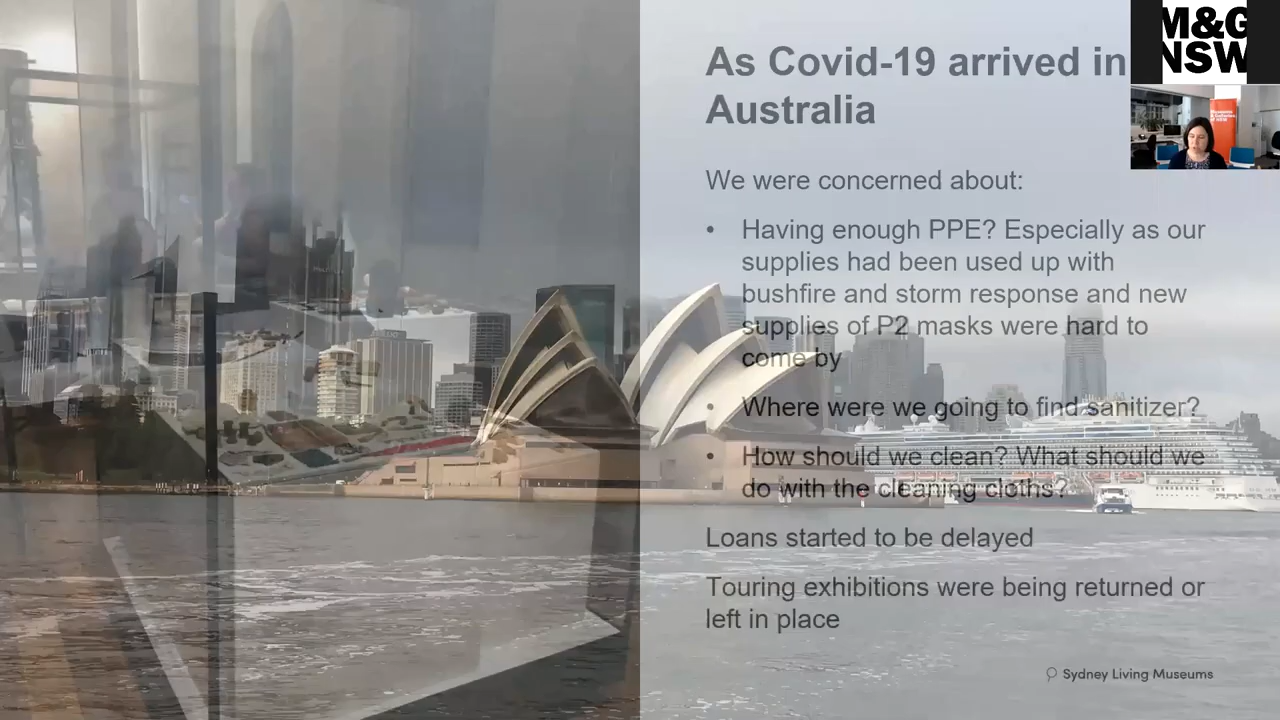 As Covid-19 arrived in
Australia
M&G
NSW
We were concerned about:
• Having enough PPE? Especially as our
supplies had been used up with
bushfire and storm response and new
supplies of P2 masks were hard to
come by
• Where were we going to find sanitizer?
• How should we clean? What should we
do with the cleaning cloths?
Loans started to be delayed
Touring exhibitions were being returned or
left in place
Sydney Living Museums